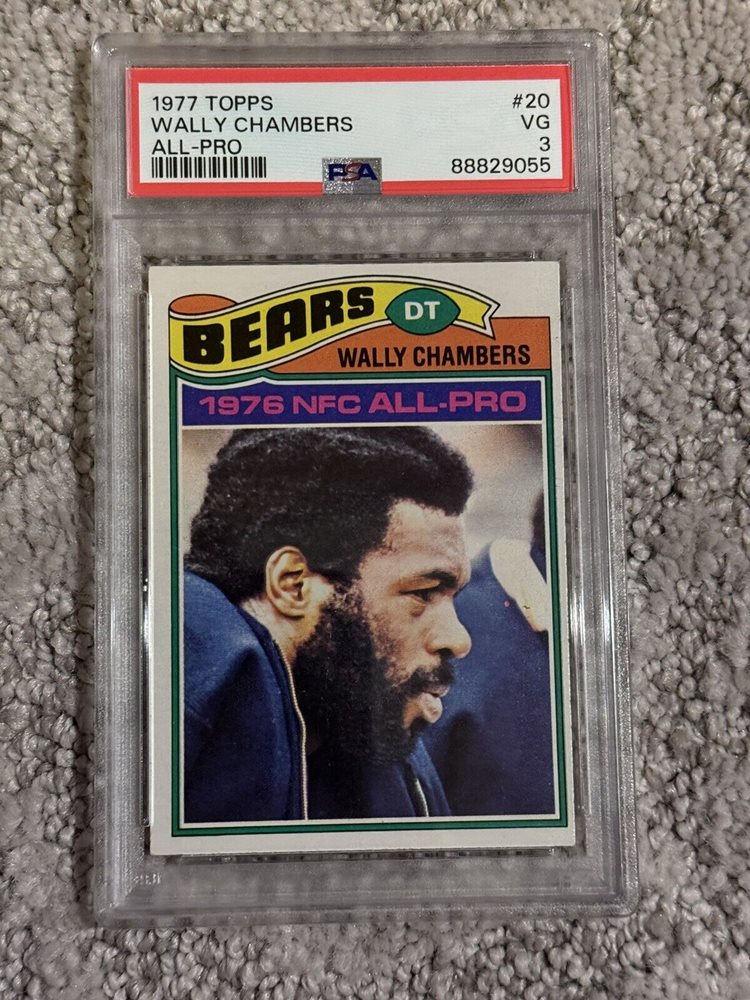 1977 TOPPS #20
WALLY CHAMBERS VG
ALL-PRO 3
PSA 88829055
BEARS DT
WALLY CHAMBERS
1976 NFC ALL-PRO